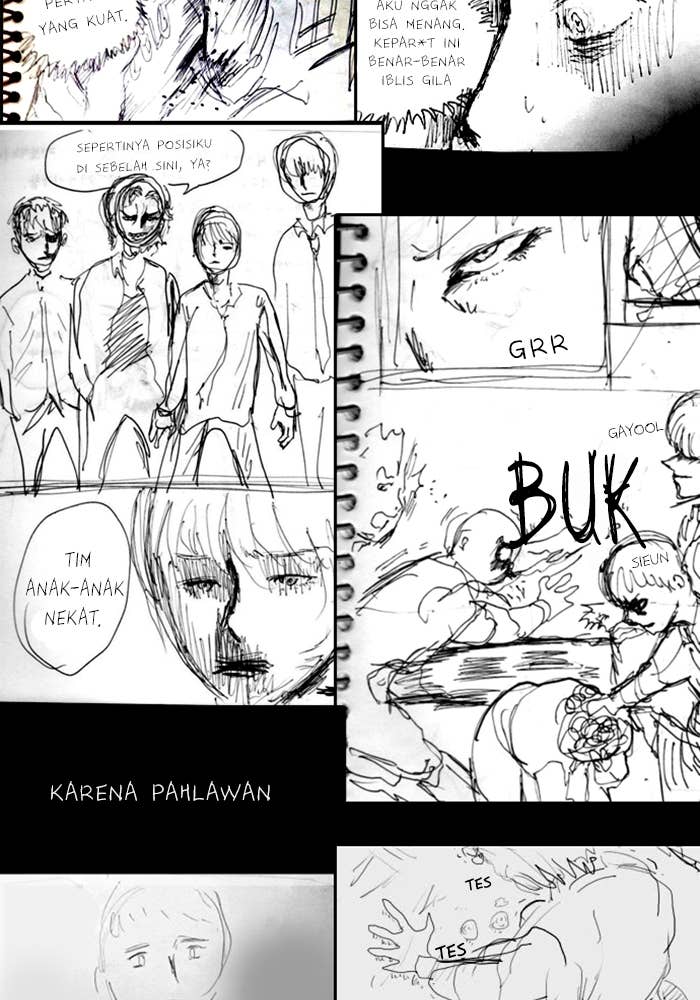 YANG KUAT.
AKU NGGAK
BISA MENANG.
KEPAR*T INI
BENAR-BENAR
IBLIS GILA
SEPERTINYA POSISIKU
DI SEBELAH SINI, YA?
GRR
GAYOOL
BUK
SIEUN
TIM
ANAK-ANAK
NEKAT.
KARENA PAHLAWAN
TES
TES